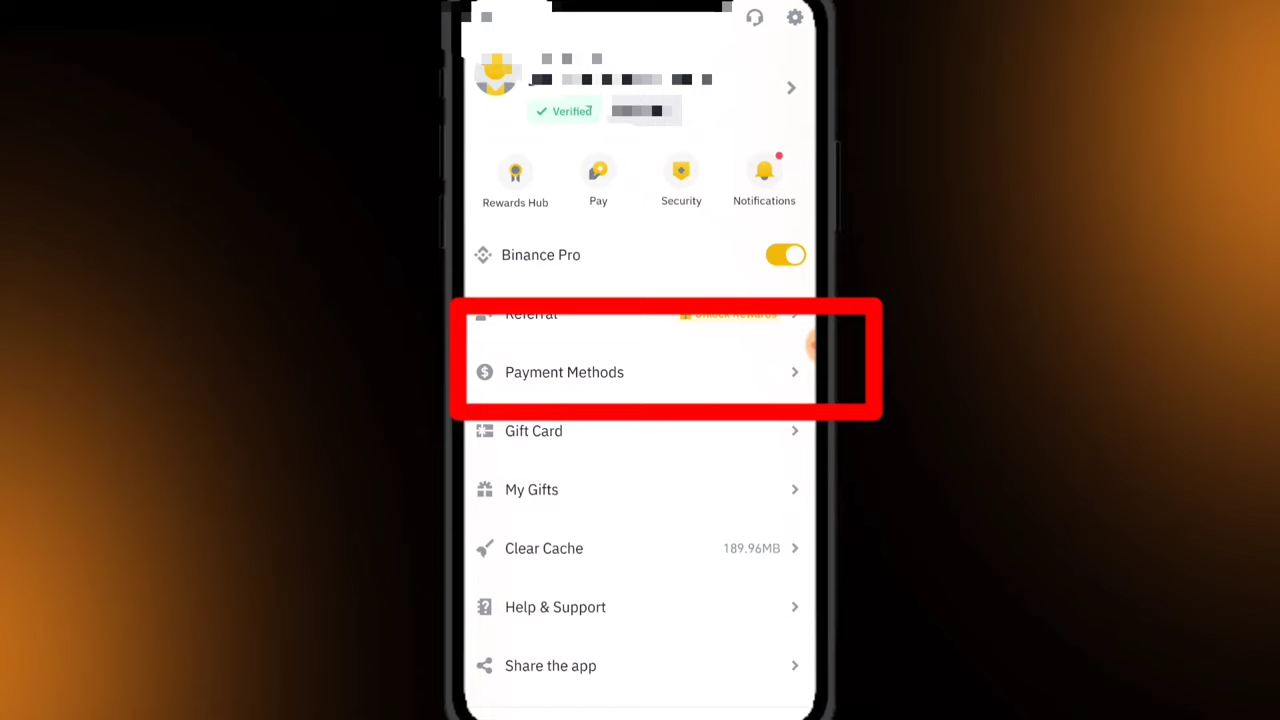 Verified
Rewards Hub
Pay
Security
Notifications
Binance Pro
Referral
Unlock Rewards
Payment Methods
Gift Card
My Gifts
Clear Cache
189.96MB
Help & Support
Share the app